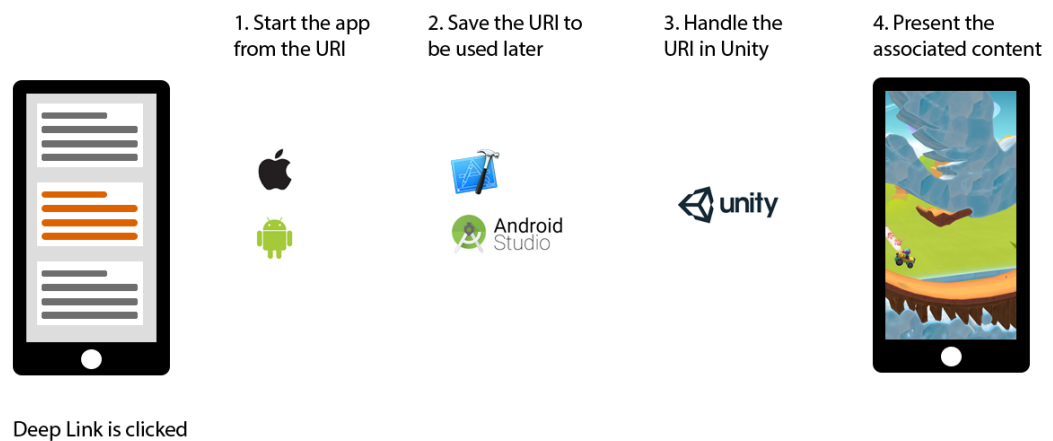 1. Start the app
from the URI
2. Save the URI to
be used later
3. Handle the
URI in Unity
4. Present the
associated content
Android
Studio
unity
Deep Link is clicked